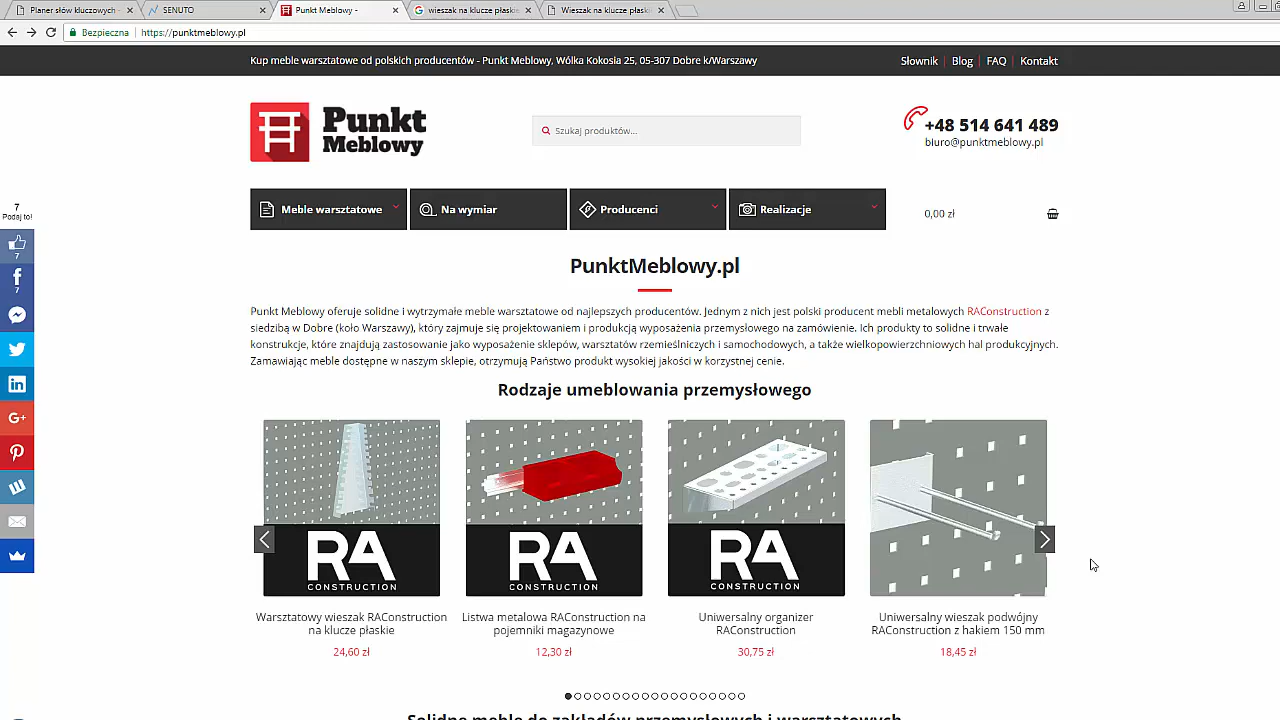 Planer słów kluczowych
SENUTO
Punkt Meblowy -
wieszak na klucze płaskie
Wieszak na klucze płaskie
Bezpieczna
https://punktmeblowy.pl
Kup meble warsztatowe od polskich producentów - Punkt Meblowy, Wólka Kokosia 25, 05-307 Dobre k/Warszawy
Słownik
Blog
FAQ
Kontakt
Punkt
Meblowy
Szukaj produktów...
+48 514 641 489
biuro@punktmeblowy.pl
Meble warsztatowe
Na wymiar
Producenci
Realizacje
0,00 zł
7
Podaj to!
7
7
PunktMeblowy.pl
Punkt Meblowy oferuje solidne i wytrzymałe meble warsztatowe od najlepszych producentów. Jednym z nich jest polski producent mebli metalowych RAConstruction z
siedzibą w Dobre (koło Warszawy), który zajmuje się projektowaniem i produkcją wyposażenia przemysłowego na zamówienie. Ich produkty to solidne i trwałe
konstrukcje, które znajdują zastosowanie jako wyposażenie sklepów, warsztatów rzemieślniczych i samochodowych, a także wielkopowierzchniowych hal produkcyjnych.
Zamawiając meble dostępne w naszym sklepie, otrzymują Państwo produkt wysokiej jakości w korzystnej cenie.
Rodzaje umeblowania przemysłowego
RA
CONSTRUCTION
RA
CONSTRUCTION
RA
CONSTRUCTION
Warsztatowy wieszak RAConstruction
na klucze płaskie
24,60 zł
Listwa metalowa RAConstruction na
pojemniki magazynowe
12,30 zł
Uniwersalny organizer
RAConstruction
30,75 zł
Uniwersalny wieszak podwójny
RAConstruction z hakiem 150 mm
18,45 zł
Solidne meble do zakładów przemysłowych i warsztatowych